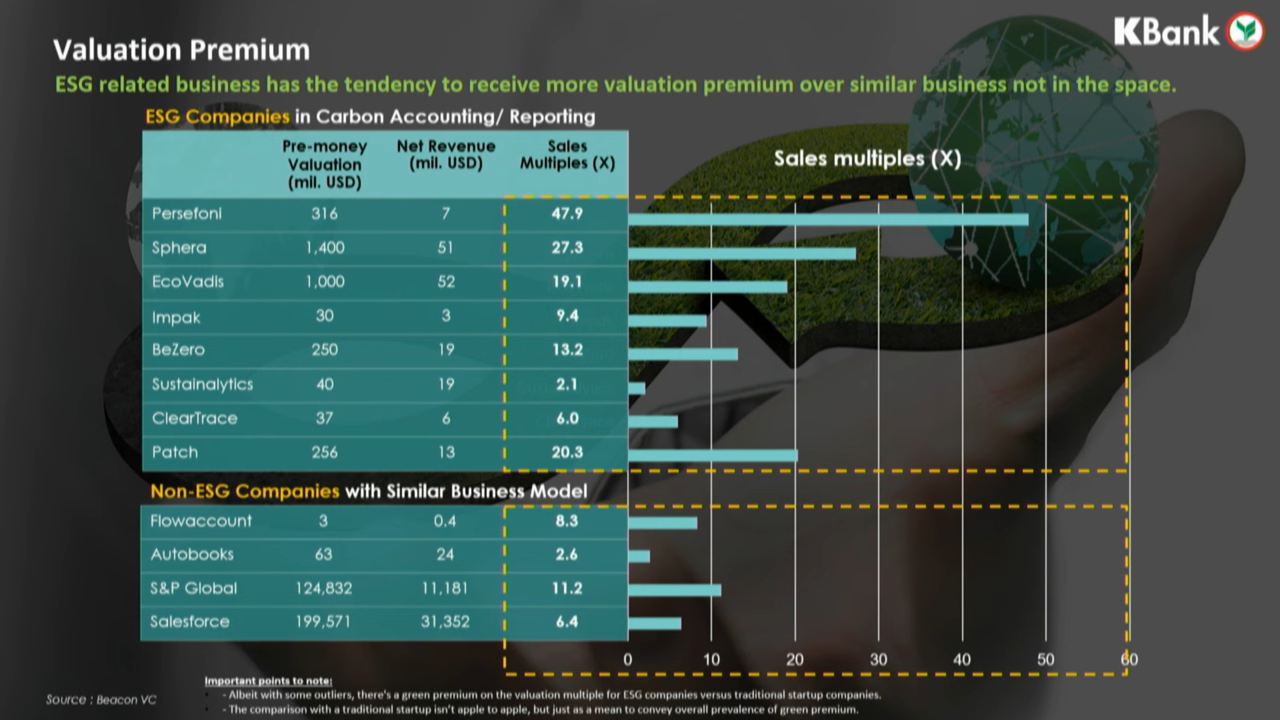 KBank
Valuation Premium
ESG related business has the tendency to receive more valuation premium over similar business not in the space.
ESG Companies in Carbon Accounting/ Reporting
Pre-money Valuation (mil. USD) Net Revenue (mil. USD) Sales Multiples (X)
Sales multiples (X)
Persefoni 316 7 47.9
Sphera 1,400 51 27.3
EcoVadis 1,000 52 19.1
Impak 30 3 9.4
BeZero 250 19 13.2
Sustainalytics 40 19 2.1
ClearTrace 37 6 6.0
Patch 256 13 20.3
Non-ESG Companies with Similar Business Model
Flowaccount 3 0.4 8.3
Autobooks 63 24 2.6
S&P Global 124,832 11,181 11.2
Salesforce 199,571 31,352 6.4
0 10 20 30 40 50 60
Important points to note:
- Albeit with some outliers, there's a green premium on the valuation multiple for ESG companies versus traditional startup companies.
- The comparison with a traditional startup isn't apple to apple, but just as a mean to convey overall prevalence of green premium.
Source : Beacon VC